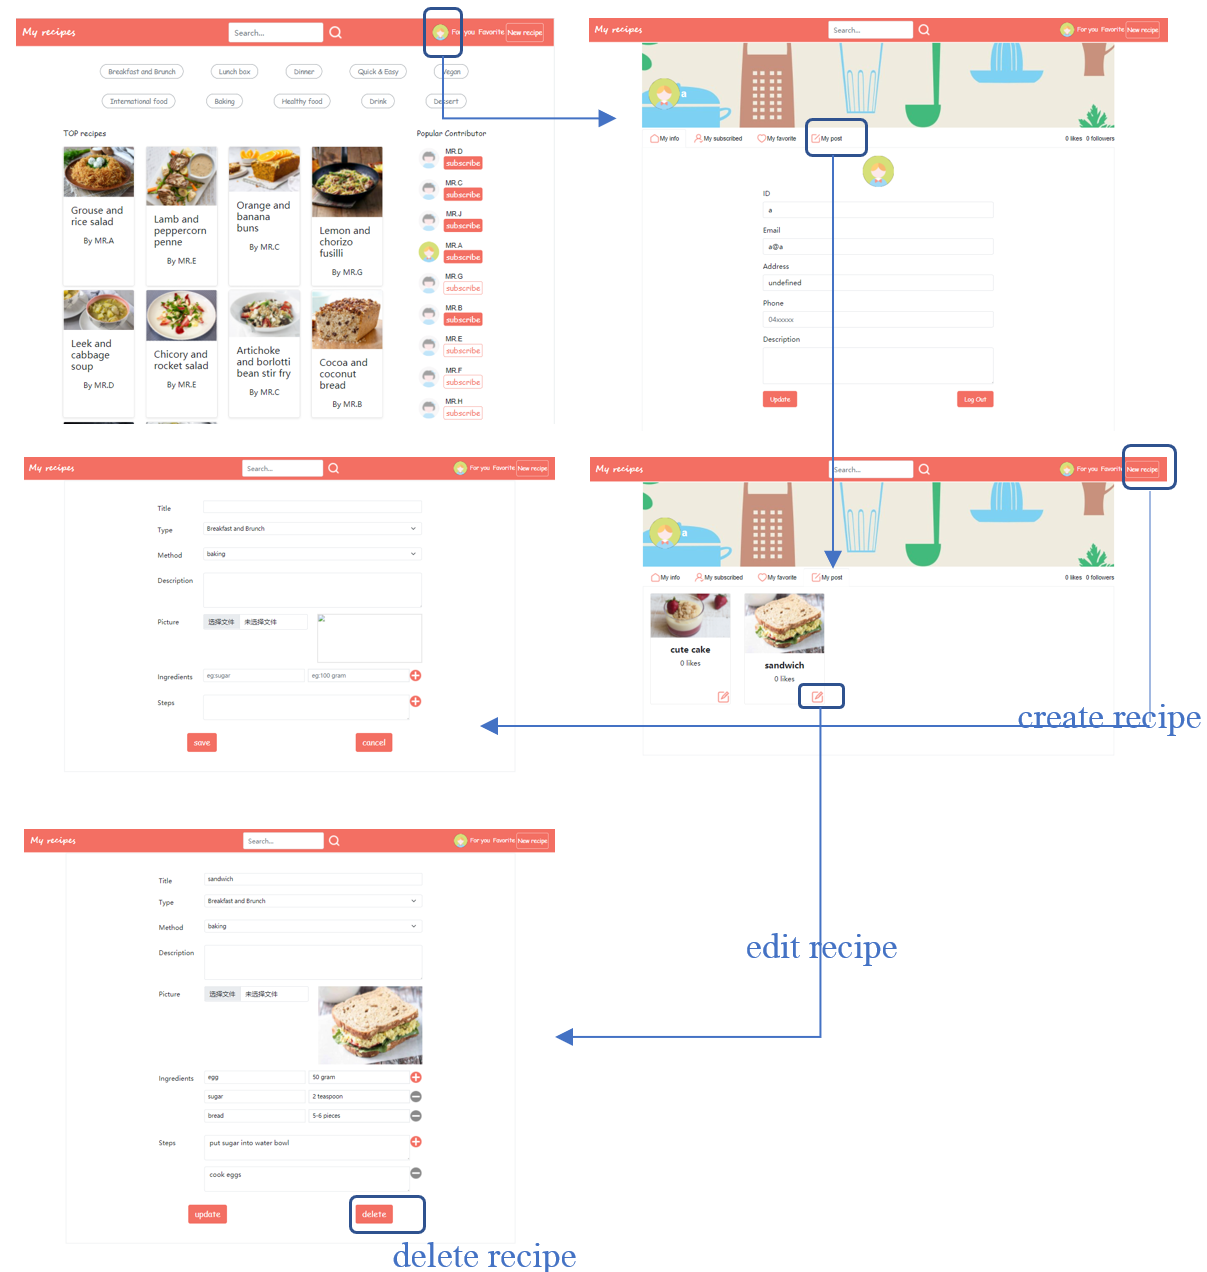 My recipes
Search...
For you Favorite New recipe
Breakfast and Brunch
Lunch box
Dinner
Quick & Easy
Vegan
International food
Baking
Healthy food
Drink
Dessert
TOP recipes
Grouse and
rice salad
By MR.A
Lamb and
peppercorn
penne
By MR.E
Orange and
banana
buns
By MR.C
Lemon and
chorizo
fusilli
By MR.G
Leek and
cabbage
soup
By MR.D
Chicory and
rocket salad
By MR.E
Artichoke
and borlotti
bean stir fry
By MR.C
Cocoa and
coconut
bread
By MR.B
Popular Contributor
MR.D
subscribe
MR.C
subscribe
MR.J
subscribe
MR.A
subscribe
MR.G
subscribe
MR.B
subscribe
MR.E
subscribe
MR.F
subscribe
MR.H
subscribe
My recipes
Search...
For you Favorite New recipe
a
My info
My subscribed
My favorite
My post
0 likes 0 followers
ID
a
Email
a@a
Address
undefined
Phone
04xxxxx
Description
Update
Log Out
My recipes
Search...
For you Favorite New recipe
Title
Type
Breakfast and Brunch
Method
baking
Description
Picture
选择文件 未选择文件
Ingredients
eg:sugar
eg:100 gram
Steps
save
cancel
My recipes
Search...
For you Favorite New recipe
a
My info
My subscribed
My favorite
My post
0 likes 0 followers
cute cake
0 likes
sandwich
0 likes
create recipe
My recipes
Search...
For you Favorite New recipe
Title
sandwich
Type
Breakfast and Brunch
Method
baking
Description
Picture
选择文件 未选择文件
Ingredients
egg
50 gram
sugar
2 teaspoon
bread
5-6 pieces
Steps
put sugar into water bowl
cook eggs
update
delete
edit recipe
delete recipe